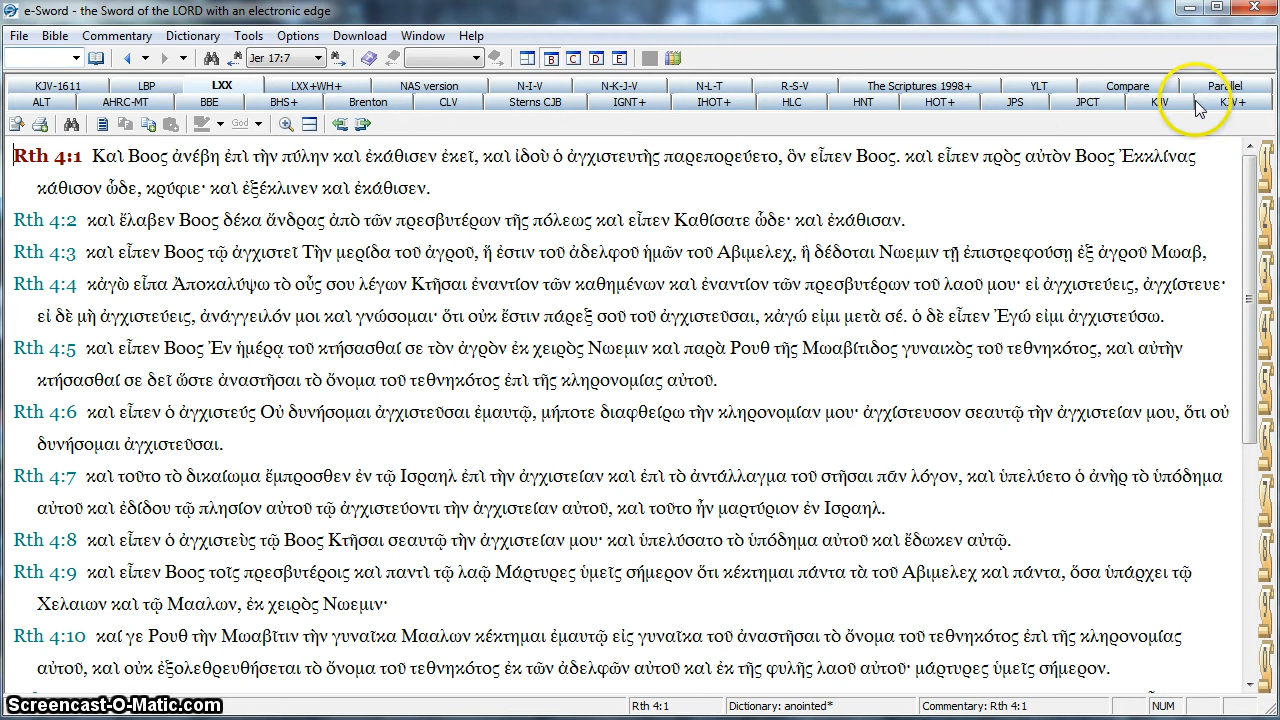 e-Sword - the Sword of the LORD with an electronic edge
File Bible Commentary Dictionary Tools Options Download Window Help
Jer 17:7 B C D E
KJV-1611 LBP LXX LXX+WH+ NAS version N-I-V N-K-J-V N-L-T R-S-V The Scriptures 1998+ YLT Compare Parallel
ALT AHRC-MT BBE BHS+ Brenton CLV Sterns CJB IGNT+ IHOT+ HLC HNT HOT+ JPS JPCT KJV KJV+
God
Rth 4:1 Καὶ Βοος ἀνέβη ἐπὶ τὴν πύλην καὶ ἐκάθισεν ἐκεῖ, καὶ ἰδοὺ ὁ ἀγχιστευτὴς παρεπορεύετο, ὃν εἶπεν Βοος. καὶ εἶπεν πρὸς αὐτὸν Βοος Ἐκκλίνας
κάθισον ὧδε, κρύφιε· καὶ ἐξέκλινεν καὶ ἐκάθισεν.
Rth 4:2 καὶ ἔλαβεν Βοος δέκα ἄνδρας ἀπὸ τῶν πρεσβυτέρων τῆς πόλεως καὶ εἶπεν Καθίσατε ὧδε· καὶ ἐκάθισαν.
Rth 4:3 καὶ εἶπεν Βοος τῷ ἀγχιστεῖ Τὴν μερίδα τοῦ ἀγροῦ, ἥ ἐστιν τοῦ ἀδελφοῦ ἡμῶν τοῦ Αβιμελεχ, ἣ δέδοται Νωεμιν τῇ ἐπιστρεφούσῃ ἐξ ἀγροῦ Μωαβ,
Rth 4:4 κἀγὼ εἶπα Ἀποκαλύψω τὸ οὖς σου λέγων Κτῆσαι ἐναντίον τῶν καθημένων καὶ ἐναντίον τῶν πρεσβυτέρων τοῦ λαοῦ μου· εἰ ἀγχιστεύεις, ἀγχίστευε·
εἰ δὲ μὴ ἀγχιστεύεις, ἀνάγγειλόν μοι καὶ γνώσομαι· ὅτι οὐκ ἔστιν πάρεξ σοῦ τοῦ ἀγχιστεῦσαι, κἀγώ εἰμι μετὰ σέ. ὁ δὲ εἶπεν Ἐγώ εἰμι ἀγχιστεύσω.
Rth 4:5 καὶ εἶπεν Βοος Ἐν ἡμέρᾳ τοῦ κτήσασθαί σε τὸν ἀγρὸν ἐκ χειρὸς Νωεμιν καὶ παρὰ Ρουθ τῆς Μωαβίτιδος γυναικὸς τοῦ τεθνηκότος, καὶ αὐτὴν
κτήσασθαί σε δεῖ ὥστε ἀναστῆσαι τὸ ὄνομα τοῦ τεθνηκότος ἐπὶ τῆς κληρονομίας αὐτοῦ.
Rth 4:6 καὶ εἶπεν ὁ ἀγχιστεύς Οὐ δυνήσομαι ἀγχιστεῦσαι ἐμαυτῷ, μήποτε διαφθείρω τὴν κληρονομίαν μου· ἀγχίστευσον σεαυτῷ τὴν ἀγχιστείαν μου, ὅτι οὐ
δυνήσομαι ἀγχιστεῦσαι.
Rth 4:7 καὶ τοῦτο τὸ δικαίωμα ἔμπροσθεν ἐν τῷ Ισραηλ ἐπὶ τὴν ἀγχιστείαν καὶ ἐπὶ τὸ ἀντάλλαγμα τοῦ στῆσαι πᾶν λόγον, καὶ ὑπελύετο ὁ ἀνὴρ τὸ ὑπόδημα
αὐτοῦ καὶ ἐδίδου τῷ πλησίον αὐτοῦ τῷ ἀγχιστεύοντι τὴν ἀγχιστείαν αὐτοῦ, καὶ τοῦτο ἦν μαρτύριον ἐν Ισραηλ.
Rth 4:8 καὶ εἶπεν ὁ ἀγχιστεὺς τῷ Βοος Κτῆσαι σεαυτῷ τὴν ἀγχιστείαν μου· καὶ ὑπελύσατο τὸ ὑπόδημα αὐτοῦ καὶ ἔδωκεν αὐτῷ.
Rth 4:9 καὶ εἶπεν Βοος τοῖς πρεσβυτέροις καὶ παντὶ τῷ λαῷ Μάρτυρες ὑμεῖς σήμερον ὅτι κέκτημαι πάντα τὰ τοῦ Αβιμελεχ καὶ πάντα, ὅσα ὑπάρχει τῷ
Χελαιων καὶ τῷ Μααλων, ἐκ χειρὸς Νωεμιν·
Rth 4:10 καί γε Ρουθ τὴν Μωαβῖτιν τὴν γυναῖκα Μααλων κέκτημαι ἐμαυτῷ εἰς γυναῖκα τοῦ ἀναστῆσαι τὸ ὄνομα τοῦ τεθνηκότος ἐπὶ τῆς κληρονομίας
αὐτοῦ, καὶ οὐκ ἐξολεθρευθήσεται τὸ ὄνομα τοῦ τεθνηκότος ἐκ τῶν ἀδελφῶν αὐτοῦ καὶ ἐκ τῆς φυλῆς λαοῦ αὐτοῦ· μάρτυρες ὑμεῖς σήμερον.
Screencast-O-Matic.com Rth 4:1 Dictionary: anointed* Commentary: Rth 4:1 NUM